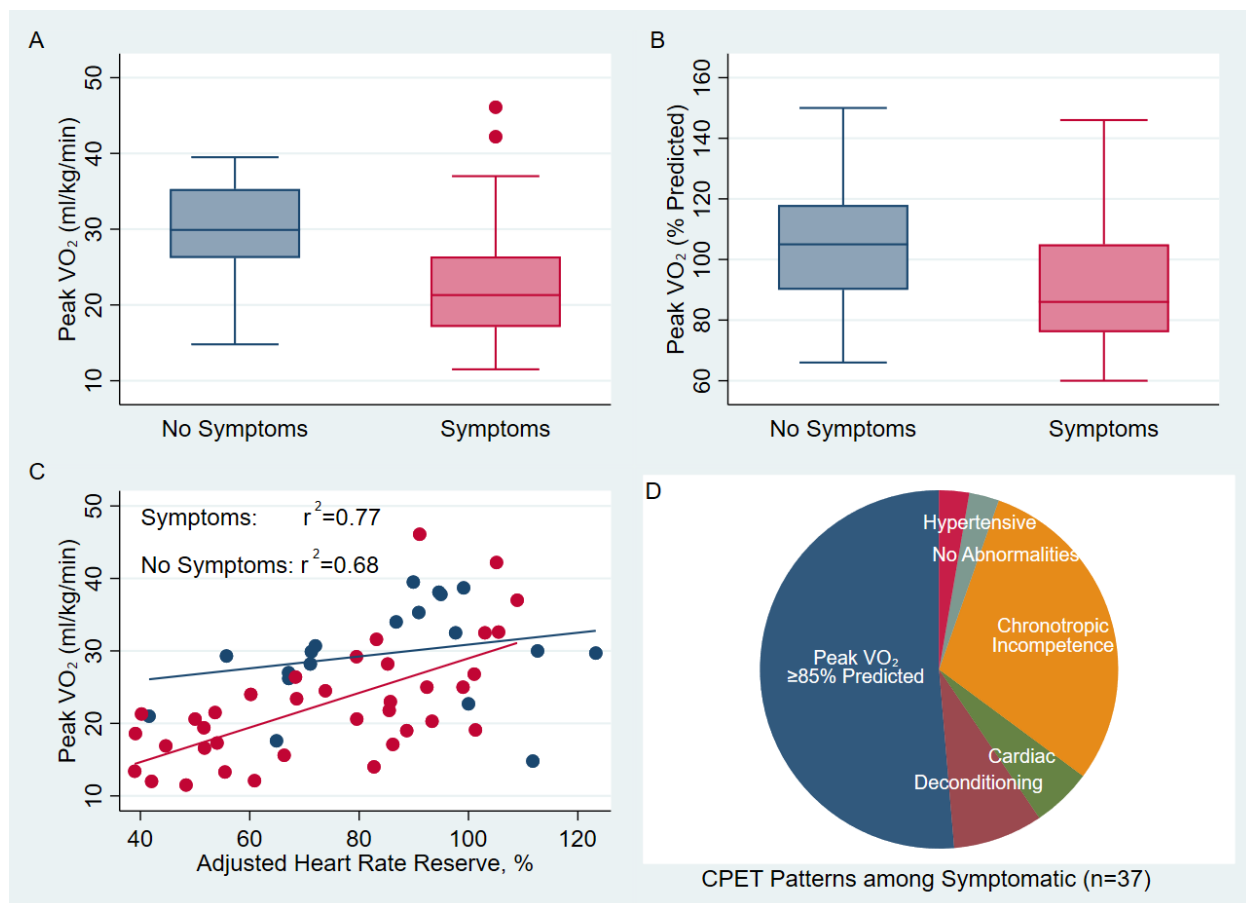 A
Peak VO₂ (ml/kg/min)
50
40
30
20
10
No Symptoms
Symptoms
B
Peak VO₂ (% Predicted)
160
140
120
100
80
60
No Symptoms
Symptoms
C
Peak VO₂ (ml/kg/min)
50
40
30
20
10
Symptoms: r²=0.77
No Symptoms: r²=0.68
40
60
80
100
120
Adjusted Heart Rate Reserve, %
D
Hypertensive
No Abnormalities
Chronotropic
Incompetence
Peak VO₂
≥85% Predicted
Cardiac
Deconditioning
CPET Patterns among Symptomatic (n=37)